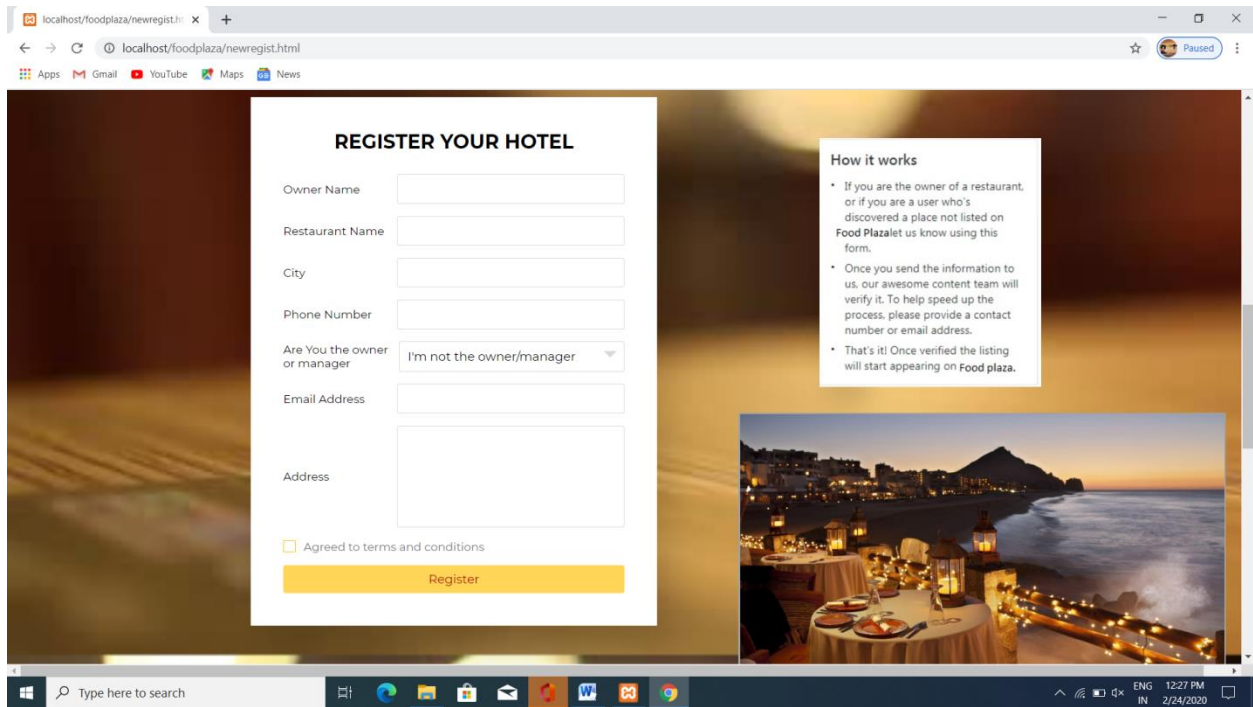 localhost/foodplaza/newregist.h
localhost/foodplaza/newregist.html
Paused
Apps
Gmail
YouTube
Maps
GE
News
REGISTER YOUR HOTEL
Owner Name
Restaurant Name
City
Phone Number
Are You the owner
or manager
I'm not the owner/manager
Email Address
Address
Agreed to terms and conditions
Register
How it works
• If you are the owner of a restaurant,
or if you are a user who's
discovered a place not listed on
Food Plazalet us know using this
form.
• Once you send the information to
us, our awesome content team will
verify it. To help speed up the
process, please provide a contact
number or email address.
• That's it! Once verified the listing
will start appearing on Food plaza.
Type here to search
ENG
IN
12:27 PM
2/24/2020